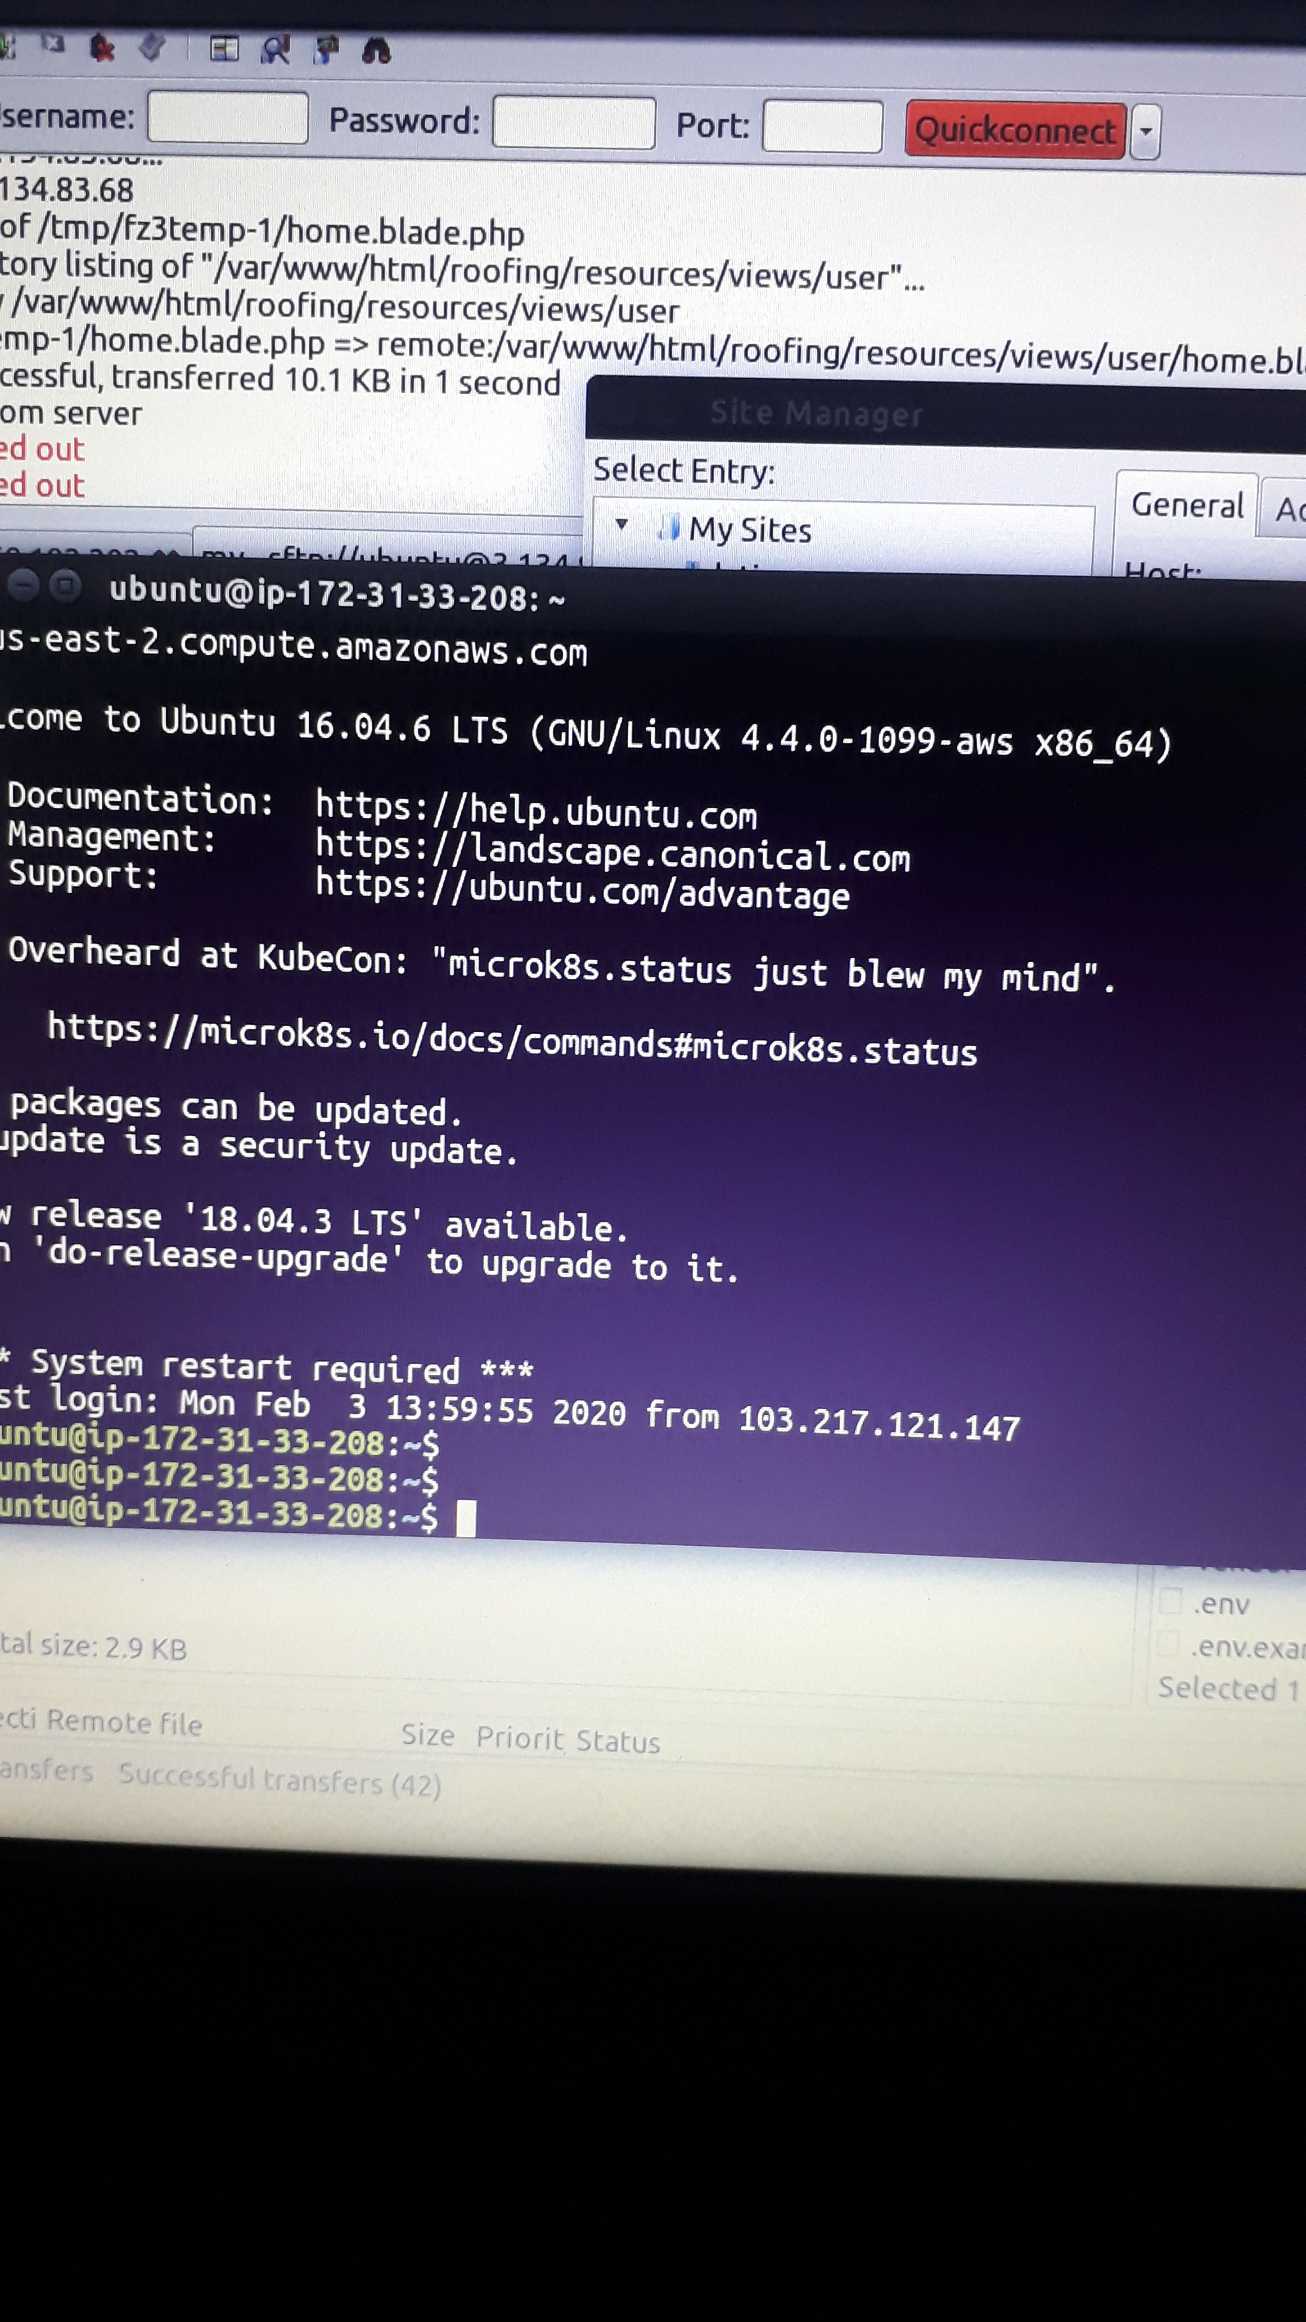 sername: Password: Port: Quickconnect
134.83.68
of /tmp/fz3temp-1/home.blade.php
tory listing of "/var/www/html/roofing/resources/views/user"...
/var/www/html/roofing/resources/views/user
emp-1/home.blade.php => remote:/var/www/html/roofing/resources/views/user/home.bl
cessful, transferred 10.1 KB in 1 second
om server
ed out
ed out
Site Manager
Select Entry:
My Sites
General
Host:
ubuntu@ip-172-31-33-208: ~
us-east-2.compute.amazonaws.com
come to Ubuntu 16.04.6 LTS (GNU/Linux 4.4.0-1099-aws x86_64)
Documentation: https://help.ubuntu.com
Management: https://landscape.canonical.com
Support: https://ubuntu.com/advantage
Overheard at KubeCon: "microk8s.status just blew my mind".
https://microk8s.io/docs/commands#microk8s.status
packages can be updated.
update is a security update.
w release '18.04.3 LTS' available.
n 'do-release-upgrade' to upgrade to it.
* System restart required ***
st login: Mon Feb 3 13:59:55 2020 from 103.217.121.147
untu@ip-172-31-33-208:~$
untu@ip-172-31-33-208:~$
untu@ip-172-31-33-208:~$
.env
.env.exa
tal size: 2.9 KB
Selected 1
ecti Remote file Size Priorit Status
ansfers Successful transfers (42)